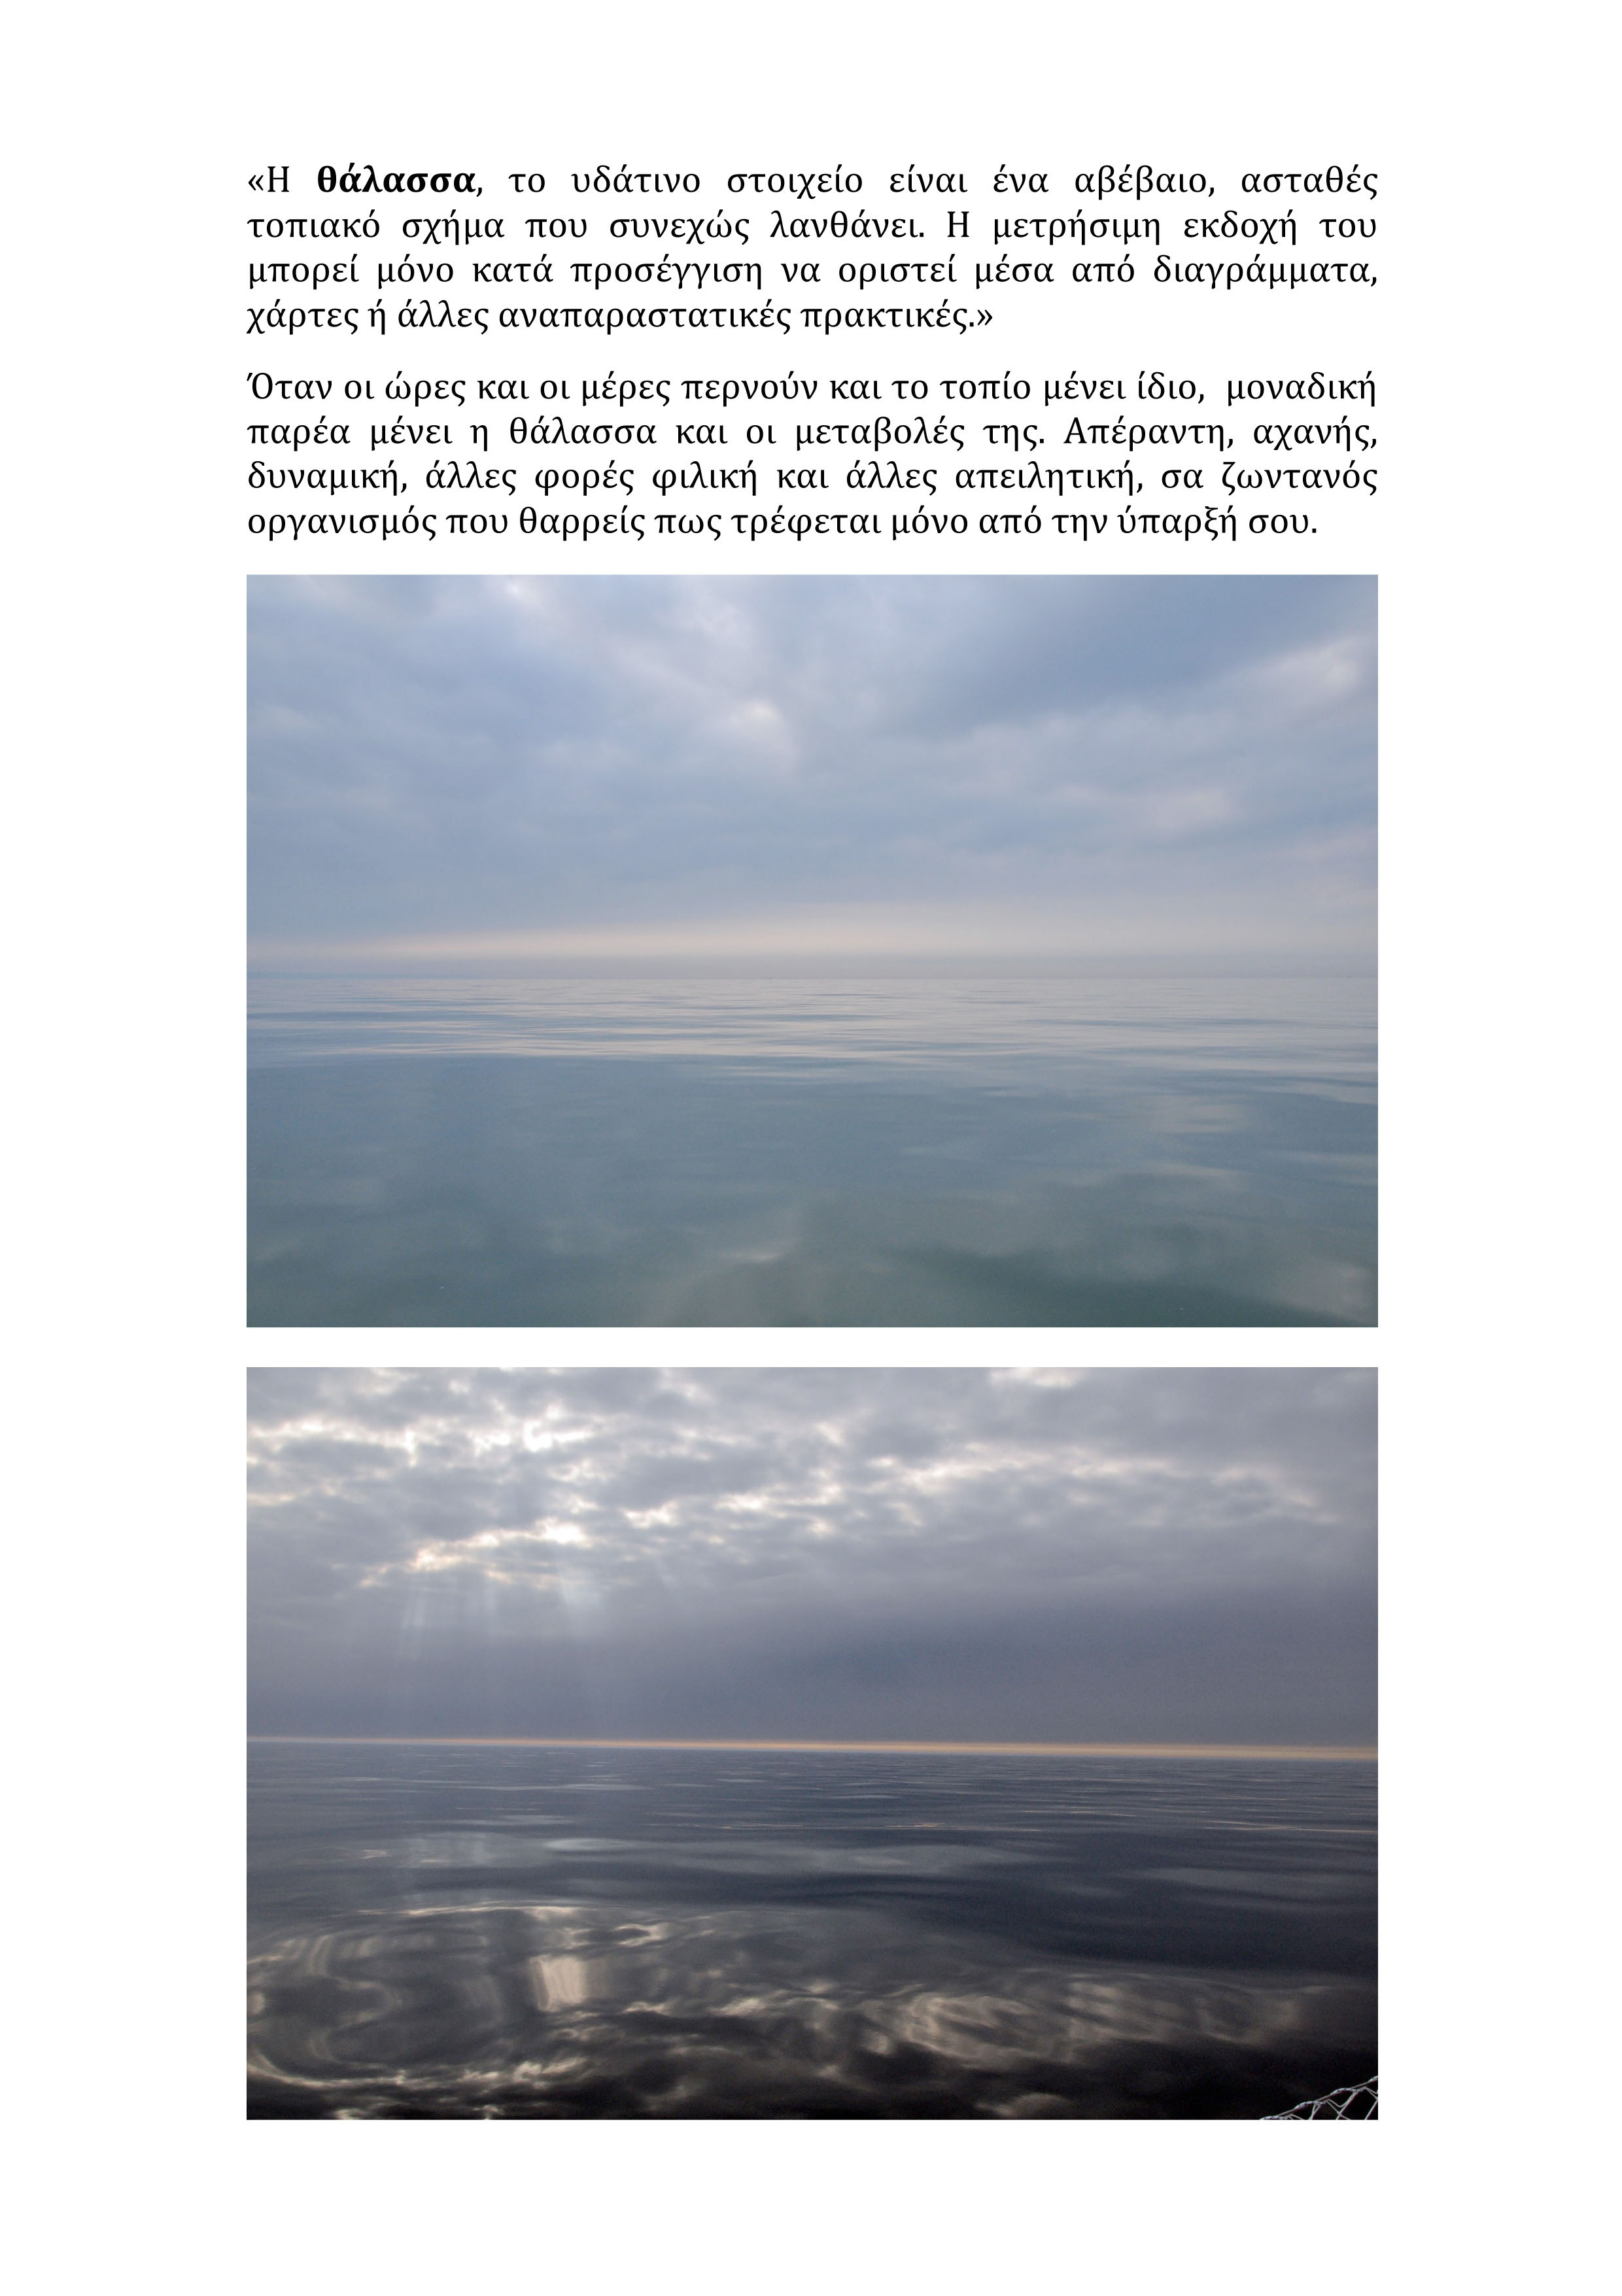 «Η θάλασσα, το υδάτινο στοιχείο είναι ένα αβέβαιο, ασταθές
τοπιακό σχήμα που συνεχώς λανθάνει. Η μετρήσιμη εκδοχή του
μπορεί μόνο κατά προσέγγιση να οριστεί μέσα από διαγράμματα,
χάρτες ή άλλες αναπαραστατικές πρακτικές.»
Όταν οι ώρες και οι μέρες περνούν και το τοπίο μένει ίδιο, μοναδική
παρέα μένει η θάλασσα και οι μεταβολές της. Απέραντη, αχανής,
δυναμική, άλλες φορές φιλική και άλλες απειλητική, σα ζωντανός
οργανισμός που θαρρείς πως τρέφεται μόνο από την ύπαρξή σου.